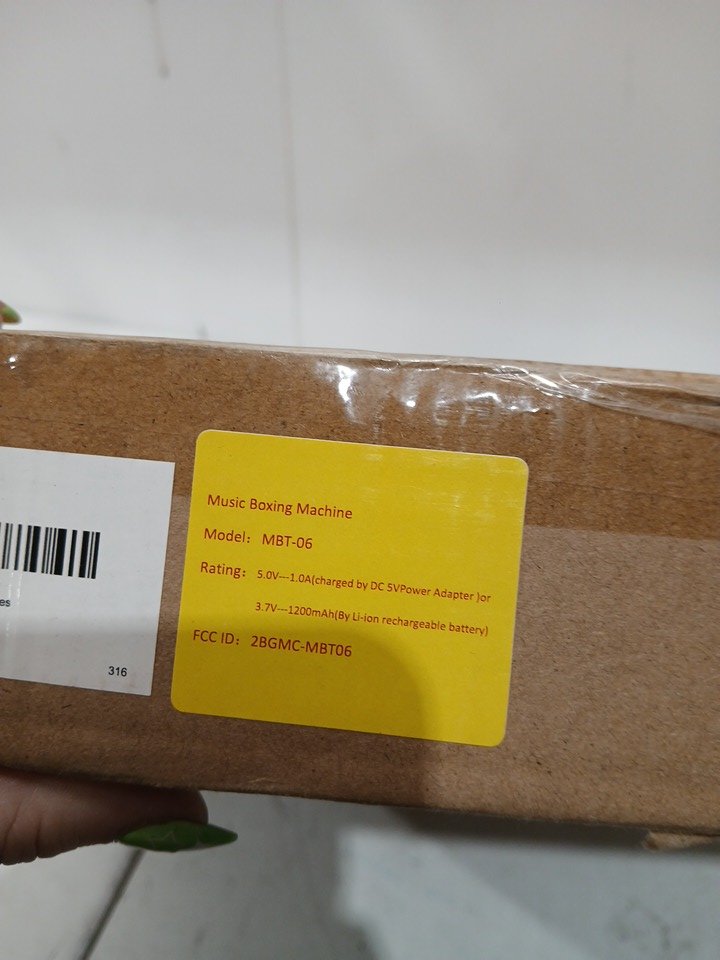 Music Boxing Machine
Model： MBT-06
Rating： 5.0V---1.0A(charged by DC 5VPower Adapter )or
3.7V---1200mAh(By Li-ion rechargeable battery)
FCC ID： 2BGMC-MBT06
es
316